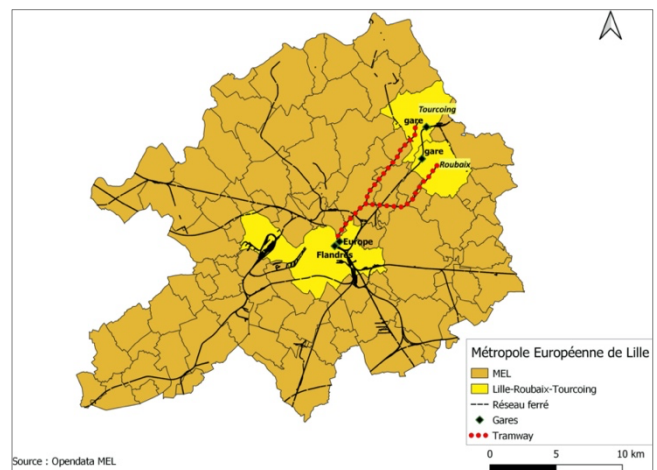 Tourcoing
gare
gare
Roubaix
Europe
Flandres
Métropole Européenne de Lille
MEL
Lille-Roubaix-Tourcoing
Réseau ferré
Gares
Tramway
Source : Opendata MEL
0 5 10 km